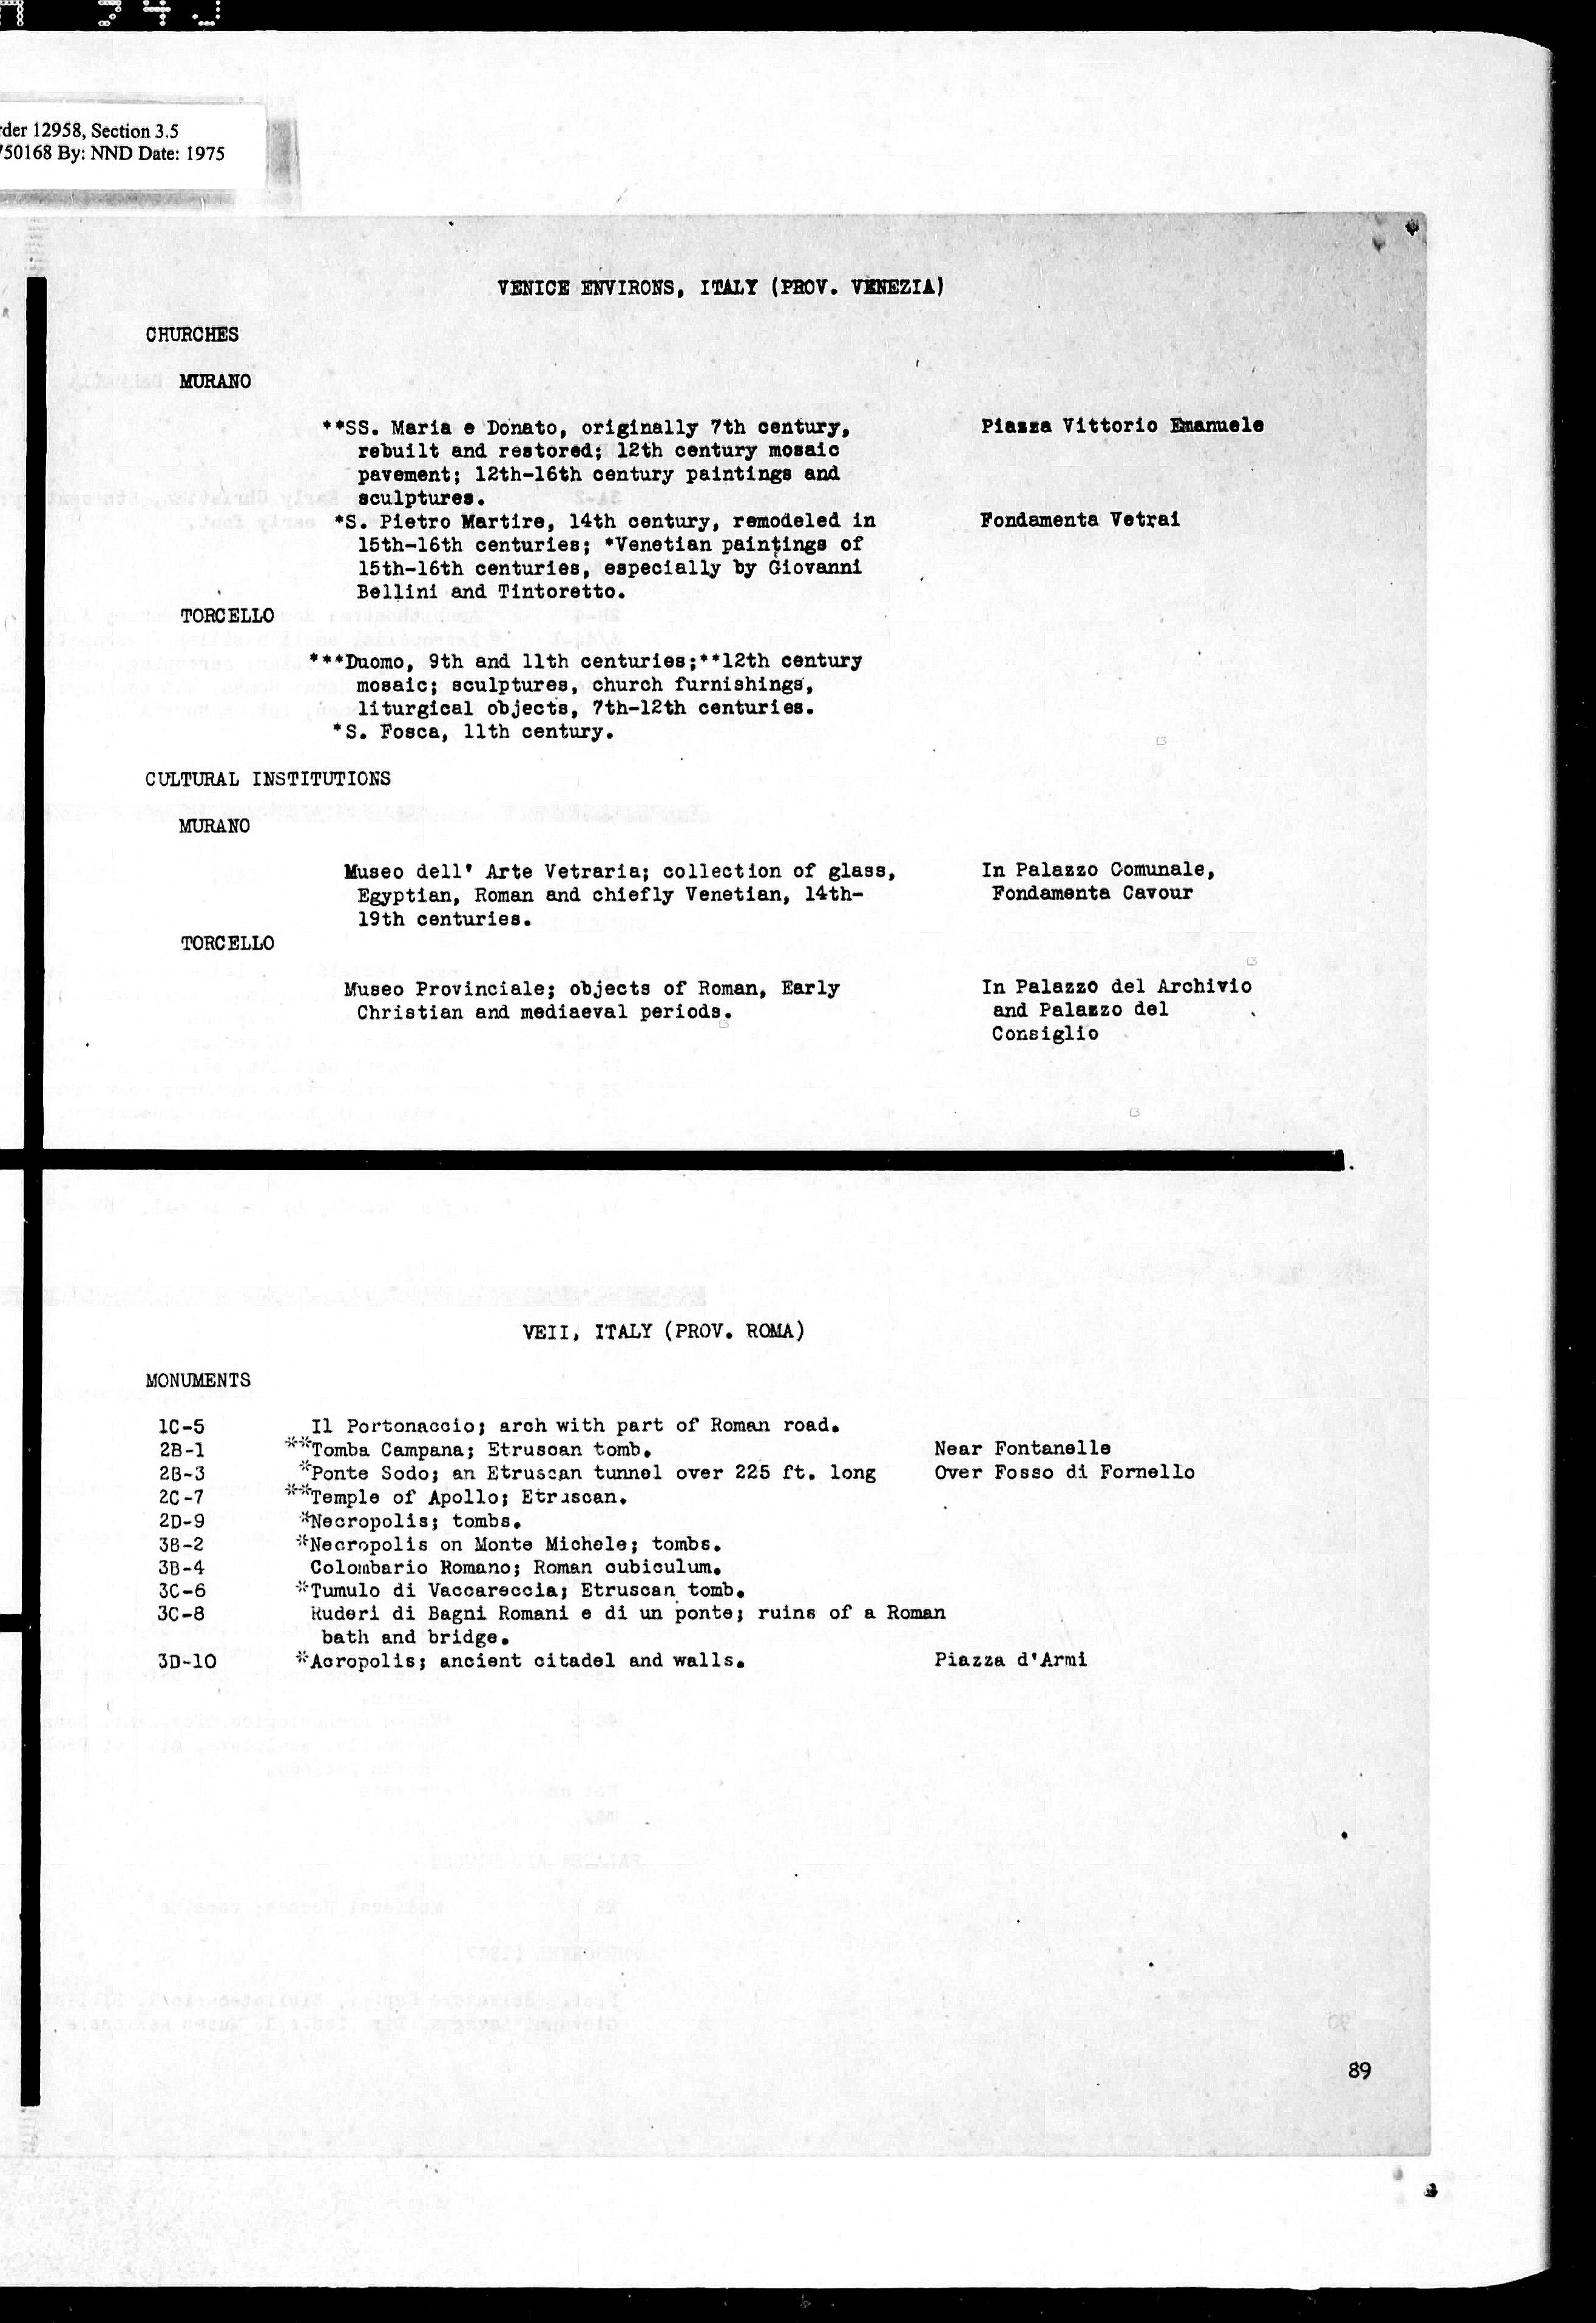 rder 12958, Section 3.5
750168 By: NND Date: 1975
VENICE ENVIRONS, ITALY (PROV. VENEZIA)
CHURCHES
MURANO
**SS. Maria e Donato, originally 7th century, Piazza Vittorio Emanuele
rebuilt and restored; 12th century mosaic
pavement; 12th-16th century paintings and
sculptures.
*S. Pietro Martire, 14th century, remodeled in Fondamenta Vetrai
15th-16th centuries; *Venetian paintings of
15th-16th centuries, especially by Giovanni
Bellini and Tintoretto.
TORCELLO
***Duomo, 9th and 11th centuries;**12th century
mosaic; sculptures, church furnishings,
liturgical objects, 7th-12th centuries.
*S. Fosca, 11th century.
CULTURAL INSTITUTIONS
MURANO
Museo dell' Arte Vetraria; collection of glass, In Palazzo Comunale,
Egyptian, Roman and chiefly Venetian, 14th- Fondamenta Cavour
19th centuries.
TORCELLO
Museo Provinciale; objects of Roman, Early In Palazzo del Archivio
Christian and mediaeval periods. and Palazzo del
Consiglio
VEII, ITALY (PROV. ROMA)
MONUMENTS
1C-5 Il Portonaccio; arch with part of Roman road.
2B-1 **Tomba Campana; Etruscan tomb. Near Fontanelle
2B-3 *Ponte Sodo; an Etruscan tunnel over 225 ft. long Over Fosso di Fornello
2C-7 **Temple of Apollo; Etruscan.
2D-9 *Necropolis; tombs.
3B-2 *Necropolis on Monte Michele; tombs.
3B-4 Colombario Romano; Roman cubiculum.
3C-6 *Tumulo di Vaccareccia; Etruscan tomb.
3C-8 Ruderi di Bagni Romani e di un ponte; ruins of a Roman
bath and bridge.
3D-10 *Acropolis; ancient citadel and walls. Piazza d'Armi
89